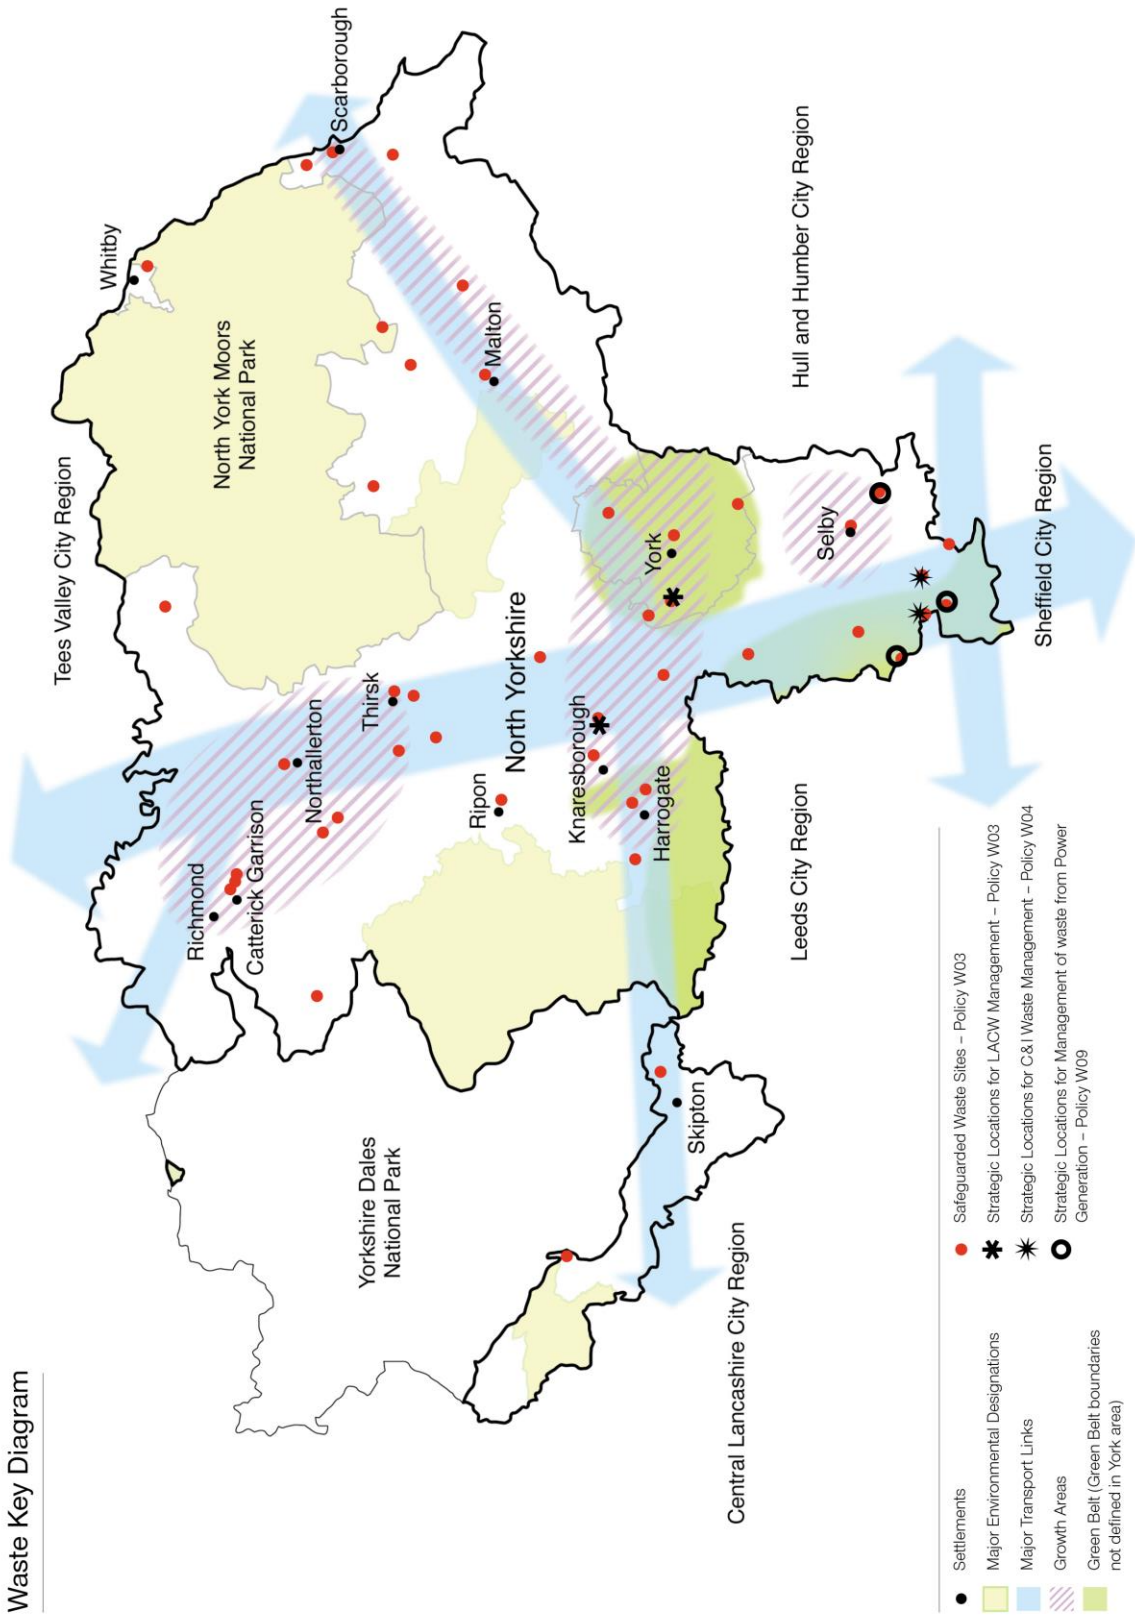 Waste Key Diagram
Tees Valley City Region
Whitby
Scarborough
North York Moors
National Park
Richmond
Catterick Garrison
Northallerton
Thirsk
Malton
Yorkshire Dales
National Park
Ripon
North Yorkshire
Knaresborough
Harrogate
York
Hull and Humber City Region
Skipton
Selby
Central Lancashire City Region
Leeds City Region
Sheffield City Region
Settlements
Major Environmental Designations
Major Transport Links
Growth Areas
Green Belt (Green Belt boundaries
not defined in York area)
Safeguarded Waste Sites – Policy W03
Strategic Locations for LACW Management – Policy W03
Strategic Locations for C&I Waste Management – Policy W04
Strategic Locations for Management of waste from Power
Generation – Policy W09